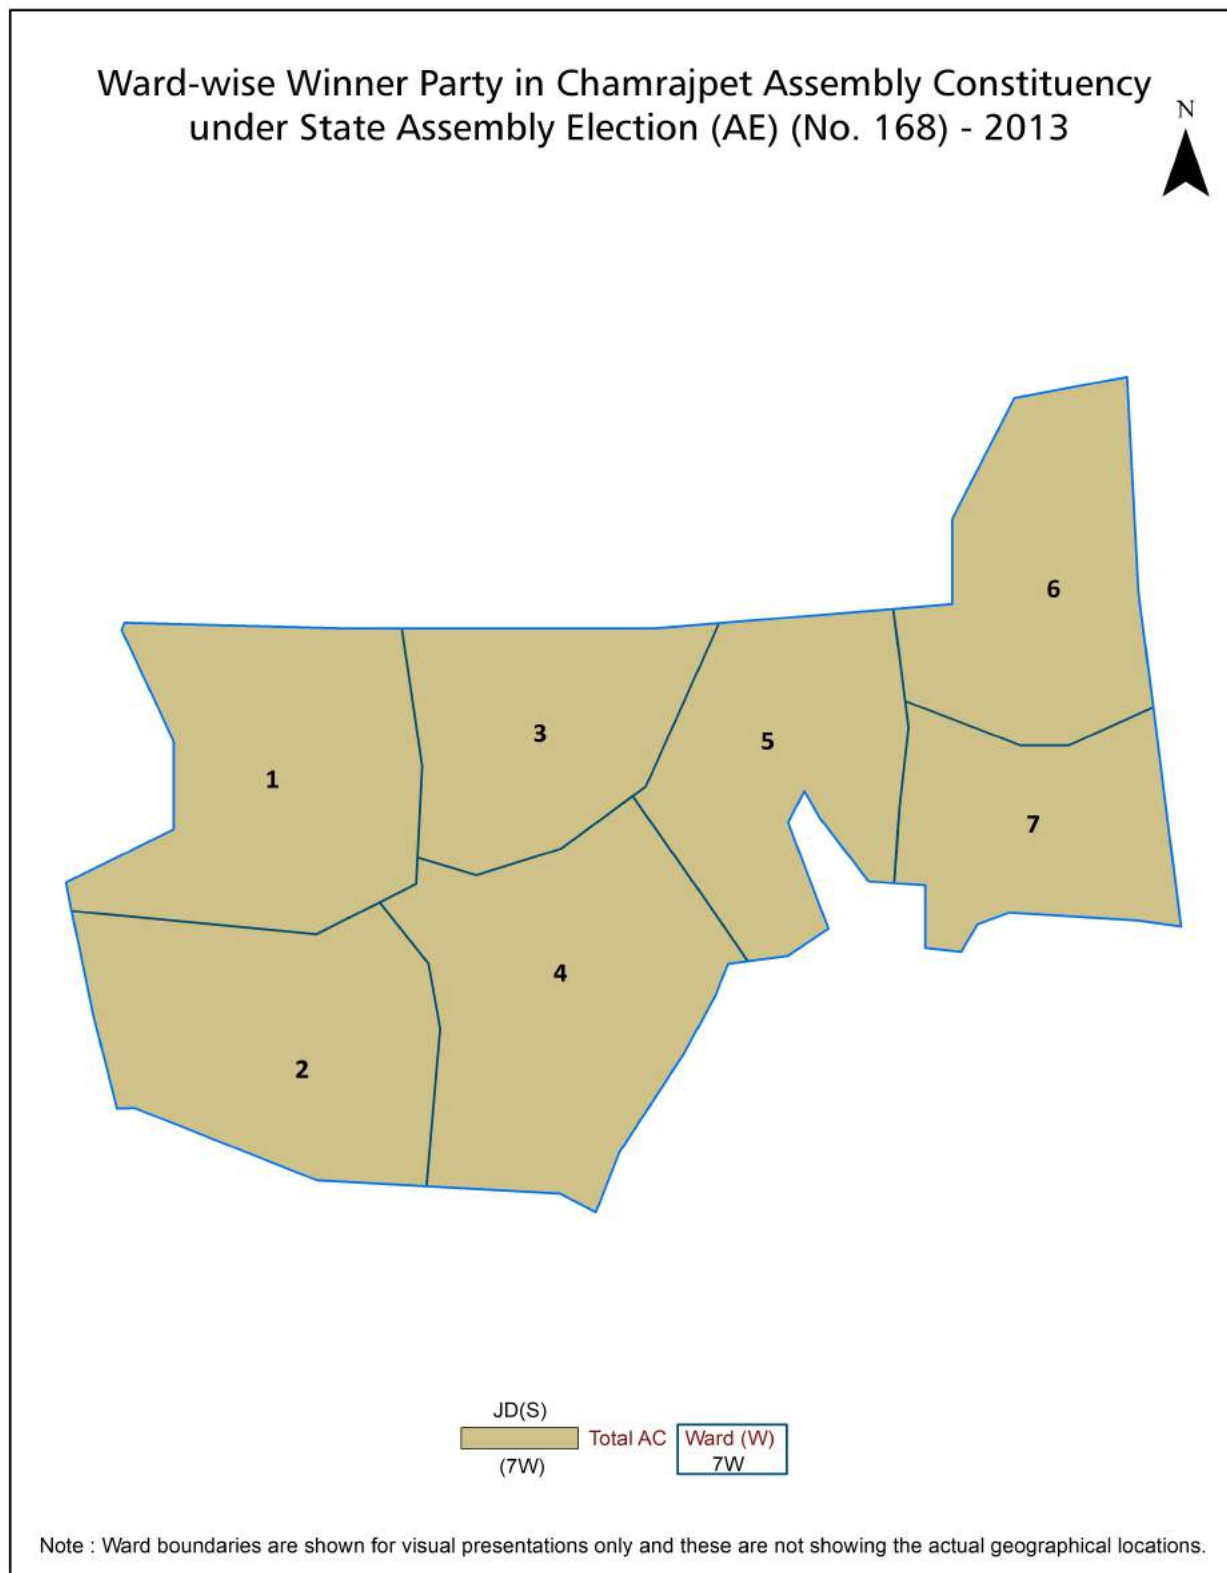 Ward-wise Winner Party in Chamrajpet Assembly Constituency
under State Assembly Election (AE) (No. 168) - 2013
N
6
3
5
1
7
4
2
JD(S)
Total AC
Ward (W)
(7W)
7W
Note : Ward boundaries are shown for visual presentations only and these are not showing the actual geographical locations.